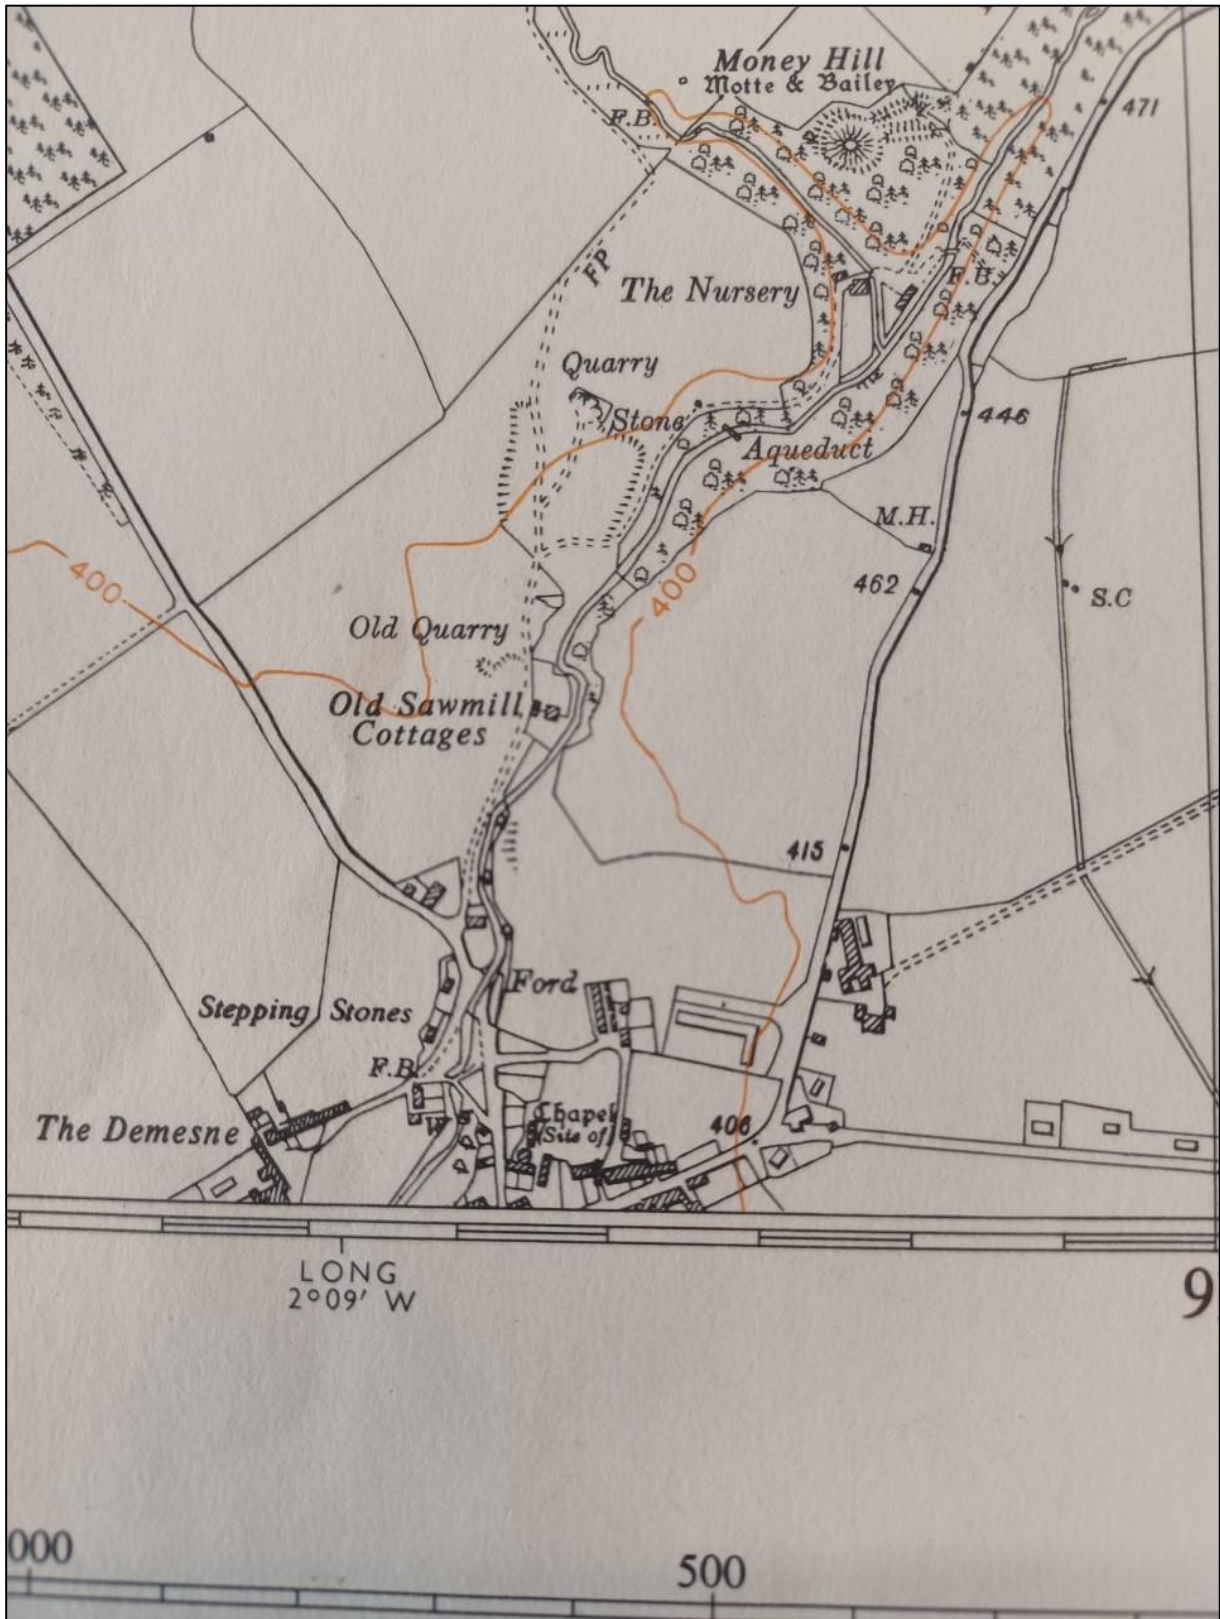 Money Hill
Motte & Bailey
F.B.
471
FP
The Nursery
F.B.
Quarry
Stone
446
Aqueduct
M.H.
400
400
462
S.C
Old Quarry
Old Sawmill
Cottages
415
Ford
Stepping Stones
F.B.
Chapel
(Site of)
The Demesne
W
406
LONG
2°09' W
9
000
500